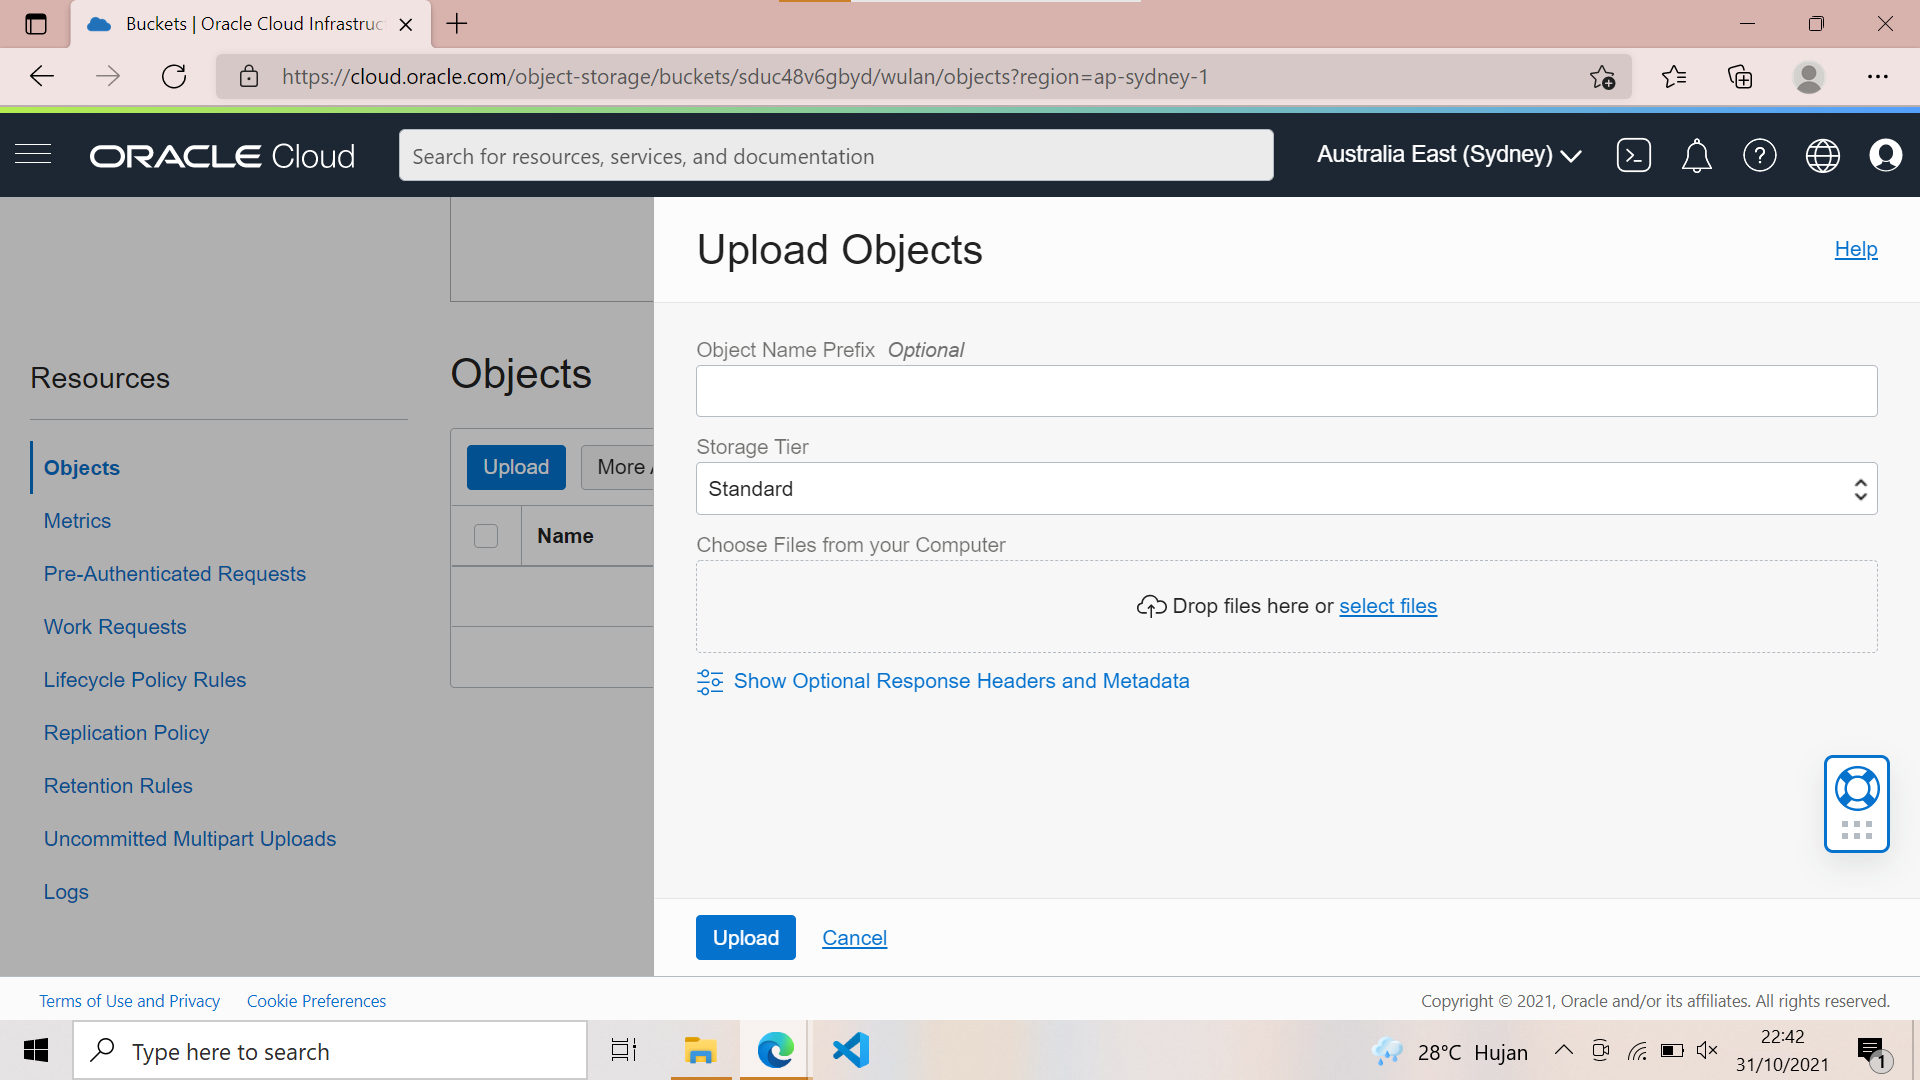 Buckets | Oracle Cloud Infrastruc
https://cloud.oracle.com/object-storage/buckets/sduc48v6gbyd/wulan/objects?region=ap-sydney-1
ORACLE Cloud
Search for resources, services, and documentation
Australia East (Sydney)
Resources
Objects
Metrics
Pre-Authenticated Requests
Work Requests
Lifecycle Policy Rules
Replication Policy
Retention Rules
Uncommitted Multipart Uploads
Logs
Objects
Upload
More
Name
Upload Objects
Help
Object Name Prefix Optional
Storage Tier
Standard
Choose Files from your Computer
Drop files here or select files
Show Optional Response Headers and Metadata
Upload
Cancel
Terms of Use and Privacy
Cookie Preferences
Copyright © 2021, Oracle and/or its affiliates. All rights reserved.
Type here to search
28°C Hujan
22:42
31/10/2021
1